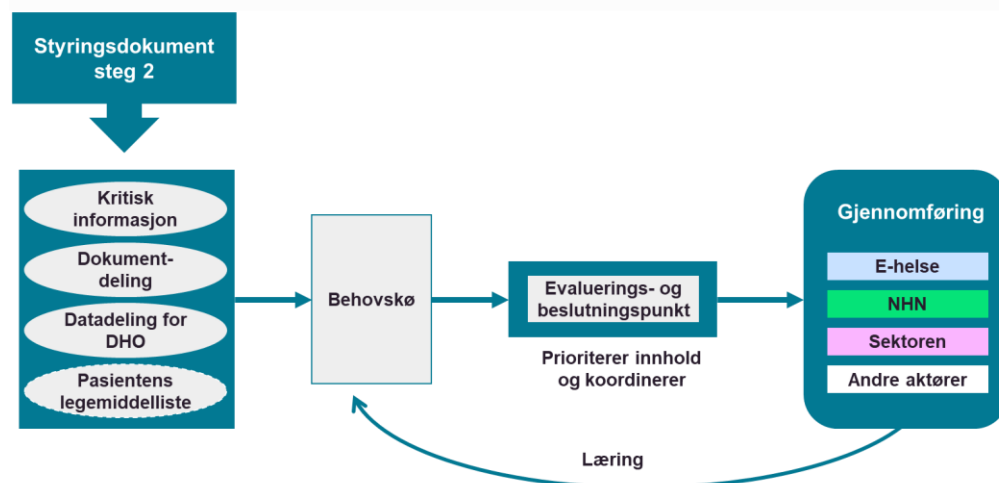 Styringsdokument
steg 2
Kritisk
informasjon
Dokument-
deling
Datadeling for
DHO
Pasientens
legemiddelliste
Behovskø
Evaluerings- og
beslutningspunkt
Prioriterer innhold
og koordinerer
Gjennomføring
E-helse
NHN
Sektoren
Andre aktører
Læring